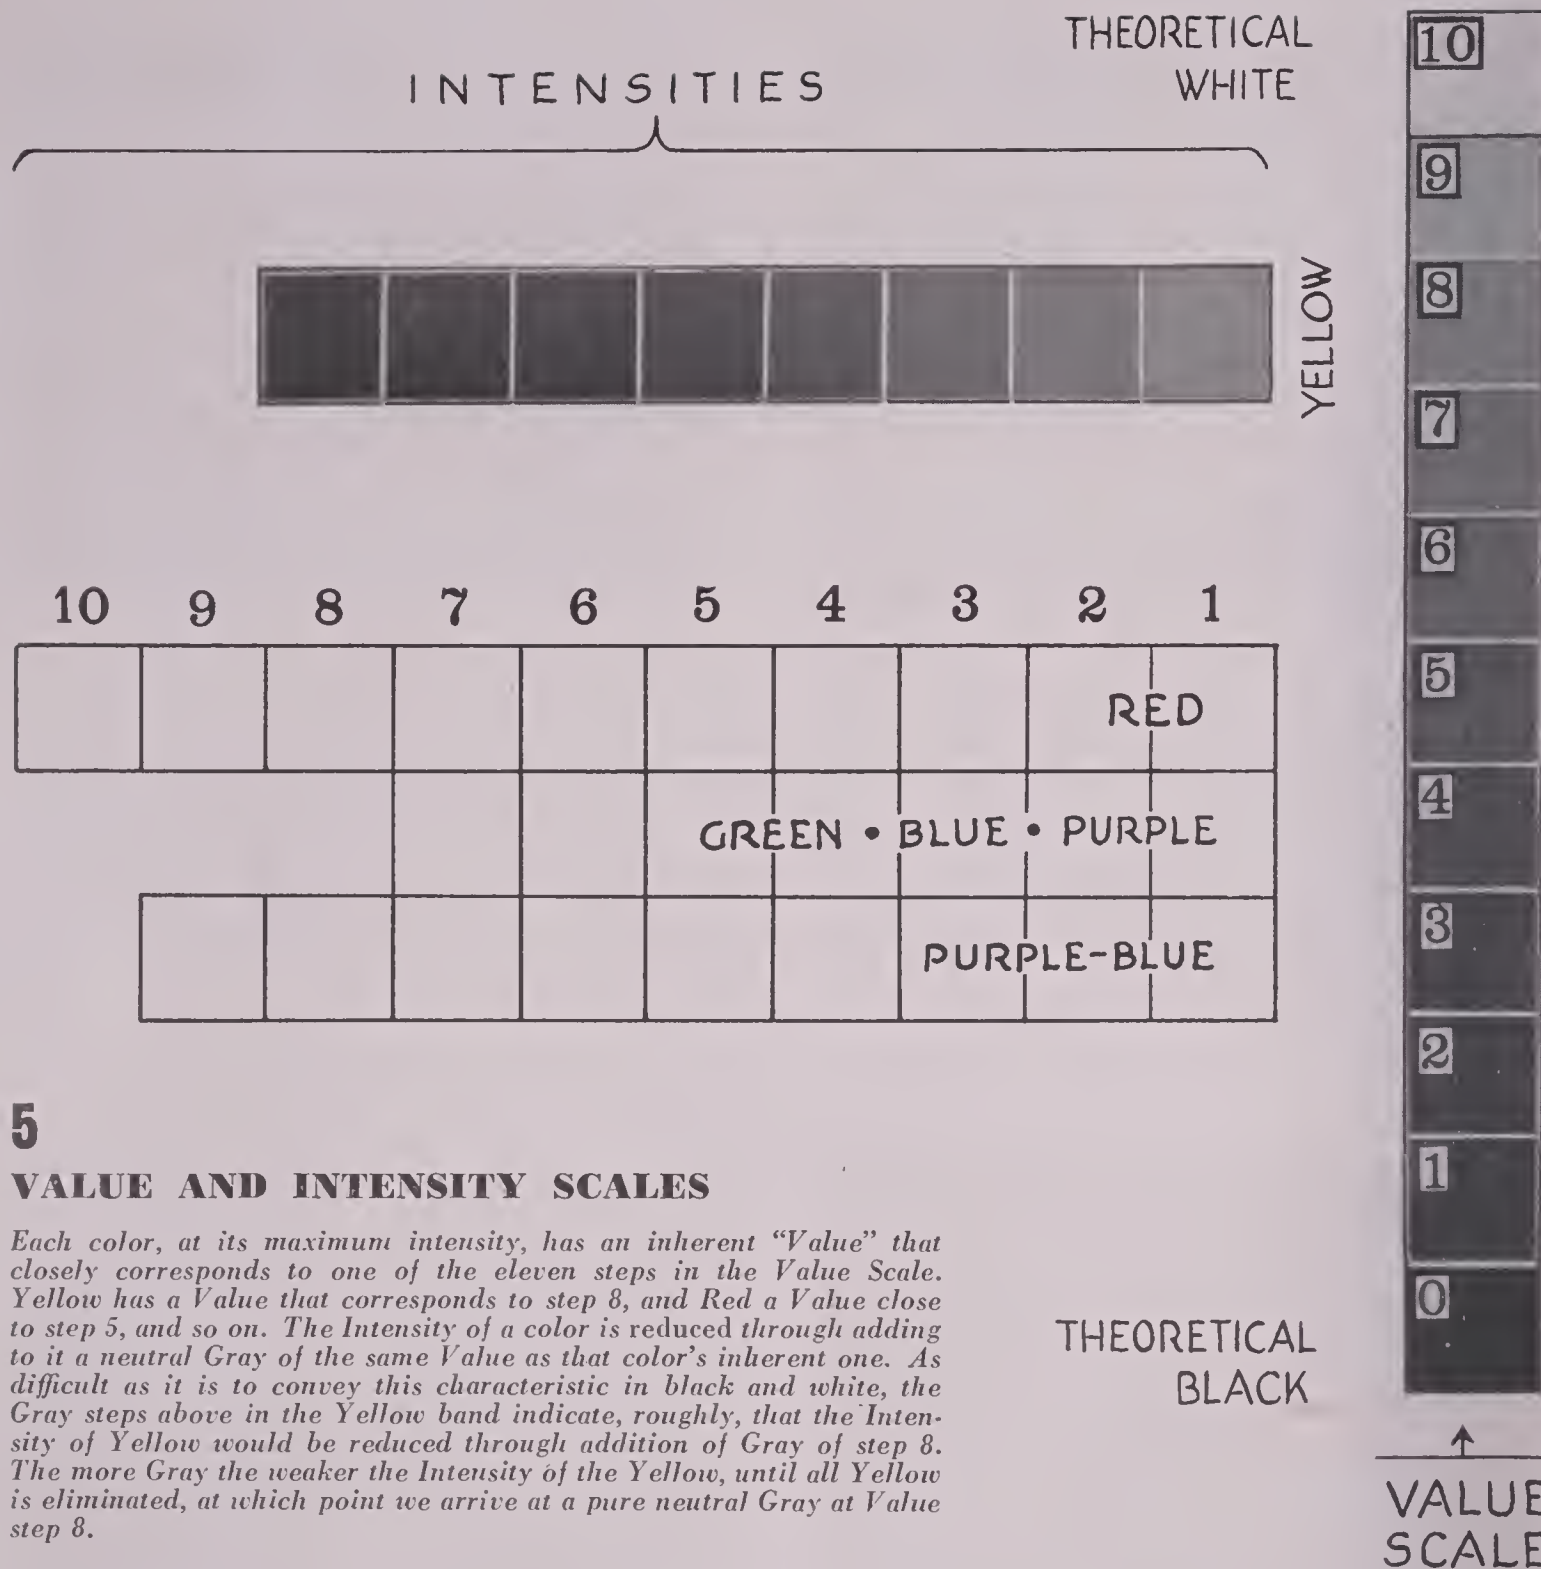 THEORETICAL
WHITE
INTENSITIES
YELLOW
10 9 8 7 6 5 4 3 2 1
RED
GREEN • BLUE • PURPLE
PURPLE-BLUE
10
9
8
7
6
5
4
3
2
1
0
5
VALUE AND INTENSITY SCALES
Each color, at its maximum intensity, has an inherent “Value” that
closely corresponds to one of the eleven steps in the Value Scale.
Yellow has a Value that corresponds to step 8, and Red a Value close
to step 5, and so on. The Intensity of a color is reduced through adding
to it a neutral Gray of the same Value as that color's inherent one. As
difficult as it is to convey this characteristic in black and white, the
Gray steps above in the Yellow band indicate, roughly, that the Inten-
sity of Yellow would be reduced through addition of Gray of step 8.
The more Gray the weaker the Intensity of the Yellow, until all Yellow
is eliminated, at which point we arrive at a pure neutral Gray at Value
step 8.
THEORETICAL
BLACK
VALUE
SCALE